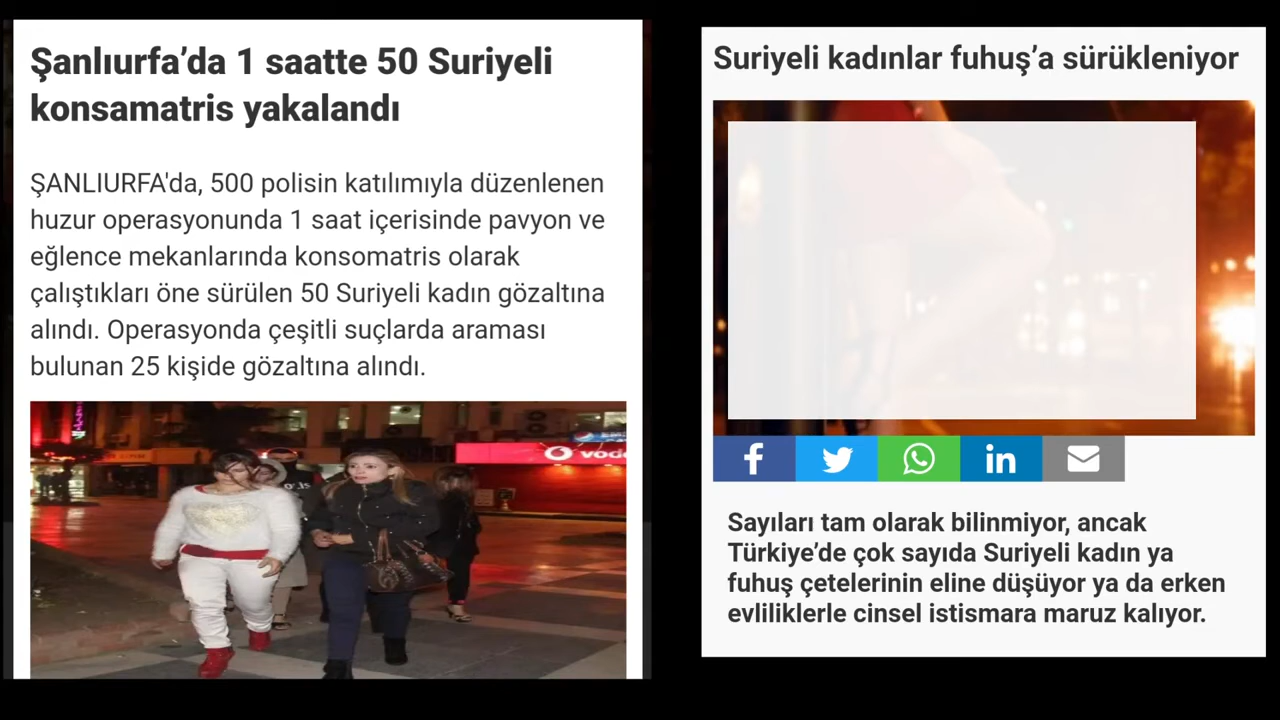 Şanlıurfa’da 1 saatte 50 Suriyeli
konsamatris yakalandı
ŞANLIURFA'da, 500 polisin katılımıyla düzenlenen
huzur operasyonunda 1 saat içerisinde pavyon ve
eğlence mekanlarında konsomatris olarak
çalıştıkları öne sürülen 50 Suriyeli kadın gözaltına
alındı. Operasyonda çeşitli suçlarda araması
bulunan 25 kişide gözaltına alındı.
Suriyeli kadınlar fuhuş’a sürükleniyor
Sayıları tam olarak bilinmiyor, ancak
Türkiye’de çok sayıda Suriyeli kadın ya
fuhuş çetelerinin eline düşüyor ya da erken
evliliklerle cinsel istismara maruz kalıyor.